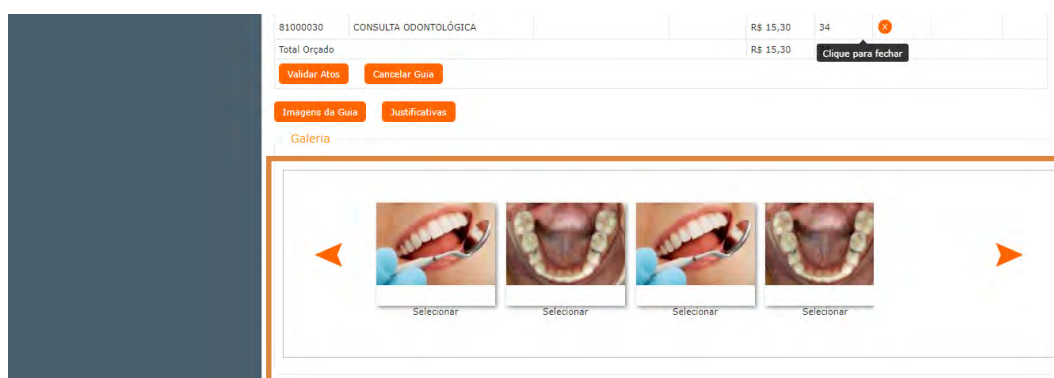 81000030 CONSULTA ODONTOLÓGICA R$ 15,30 34 X
Total Orçado R$ 15,30
Clique para fechar
Validar Atos Cancelar Guia
Imagens da Guia Justificativas
Galeria
Selecionar Selecionar Selecionar Selecionar